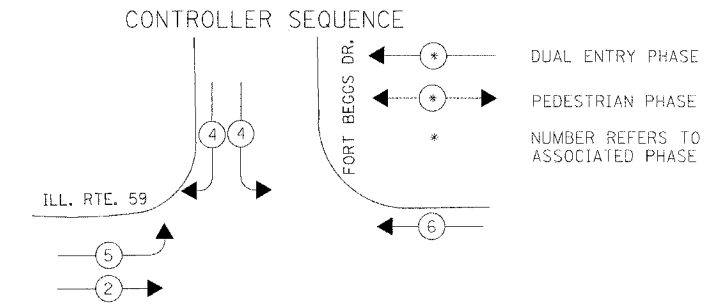 CONTROLLER SEQUENCE
FORT BEGGS DR.
* DUAL ENTRY PHASE
* PEDESTRIAN PHASE
* NUMBER REFERS TO
ASSOCIATED PHASE
4 4
ILL. RTE. 59
6
5
2